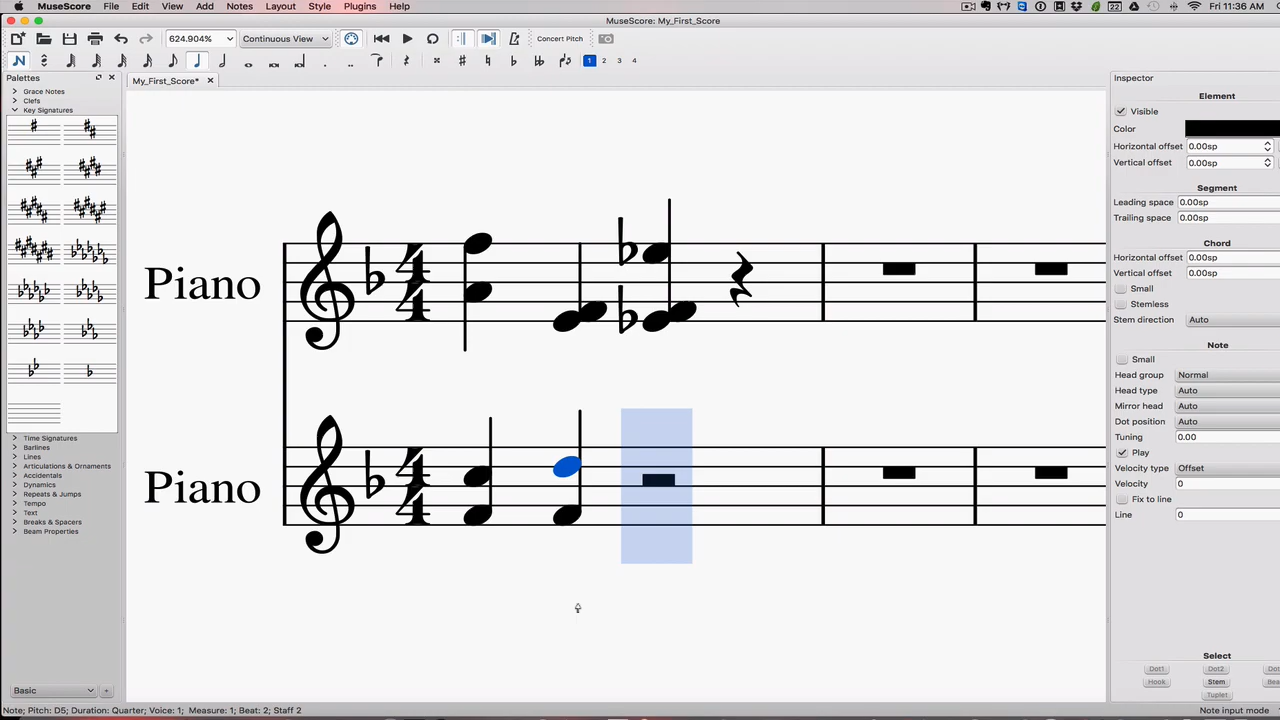 MuseScore File Edit View Add Notes Layout Style Plugins Help 22 Fri 11:36 AM
MuseScore: My_First_Score
624.904% Continuous View Concert Pitch
1 2 3 4
Palettes
My_First_Score*
Grace Notes
Clefs
Key Signatures
Time Signatures
Barlines
Lines
Articulations & Ornaments
Accidentals
Dynamics
Repeats & Jumps
Tempo
Text
Breaks & Spacers
Beam Properties
Basic
Piano
Piano
Inspector
Element
Visible
Color
Horizontal offset 0.00sp
Vertical offset 0.00sp
Segment
Leading space 0.00sp
Trailing space 0.00sp
Chord
Horizontal offset 0.00sp
Vertical offset 0.00sp
Small
Stemless
Stem direction Auto
Note
Small
Head group Normal
Head type Auto
Mirror head Auto
Dot position Auto
Tuning 0.00
Play
Velocity type Offset
Velocity 0
Fix to line
Line 0
Select
Dot1 Dot2
Hook Stem
Tuplet
Note; Pitch: D5; Duration: Quarter; Voice: 1; Measure: 1; Beat: 2; Staff 2 Note input mode